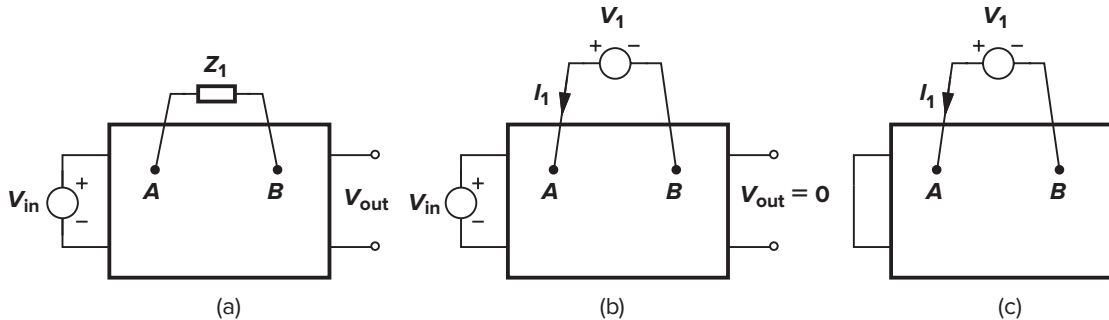 Z1
A
B
Vin
+
−
Vout
(a)
V1
+ −
I1
A
B
Vin
+
−
Vout = 0
(b)
V1
+ −
I1
A
B
(c)